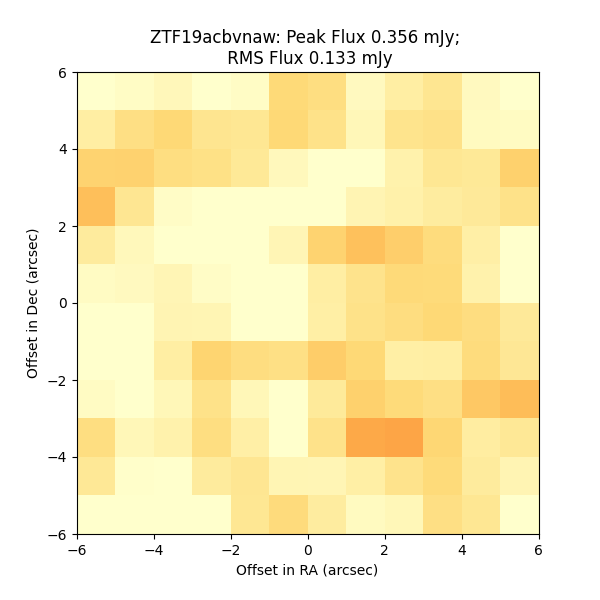 ZTF19acbvnaw: Peak Flux 0.356 mJy;
RMS Flux 0.133 mJy
6
4
2
0
−2
−4
−6
Offset in Dec (arcsec)
−6 −4 −2 0 2 4 6
Offset in RA (arcsec)